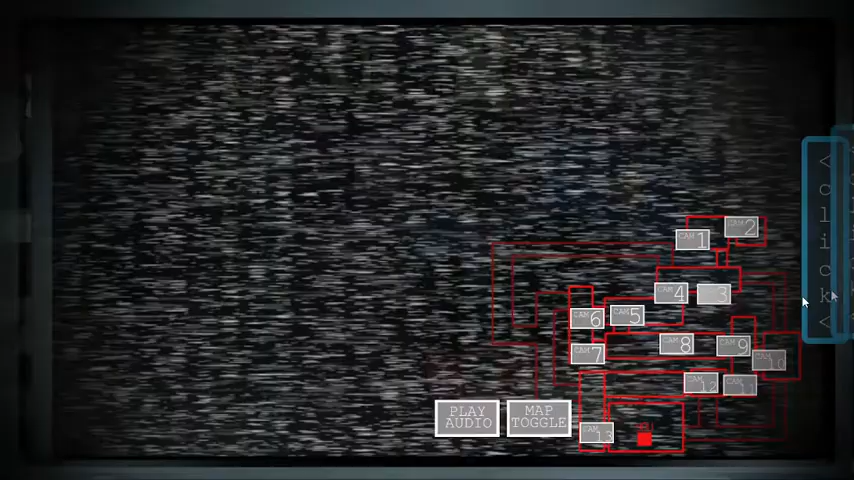 CAM 2
CAM 1
CAM 4
3
CAM 5
CAM 6
CAM 8
CAM 9
CAM 7
CAM 10
CAM 12
CAM 11
PLAY AUDIO
MAP TOGGLE
CAM 13
< c l i c k <